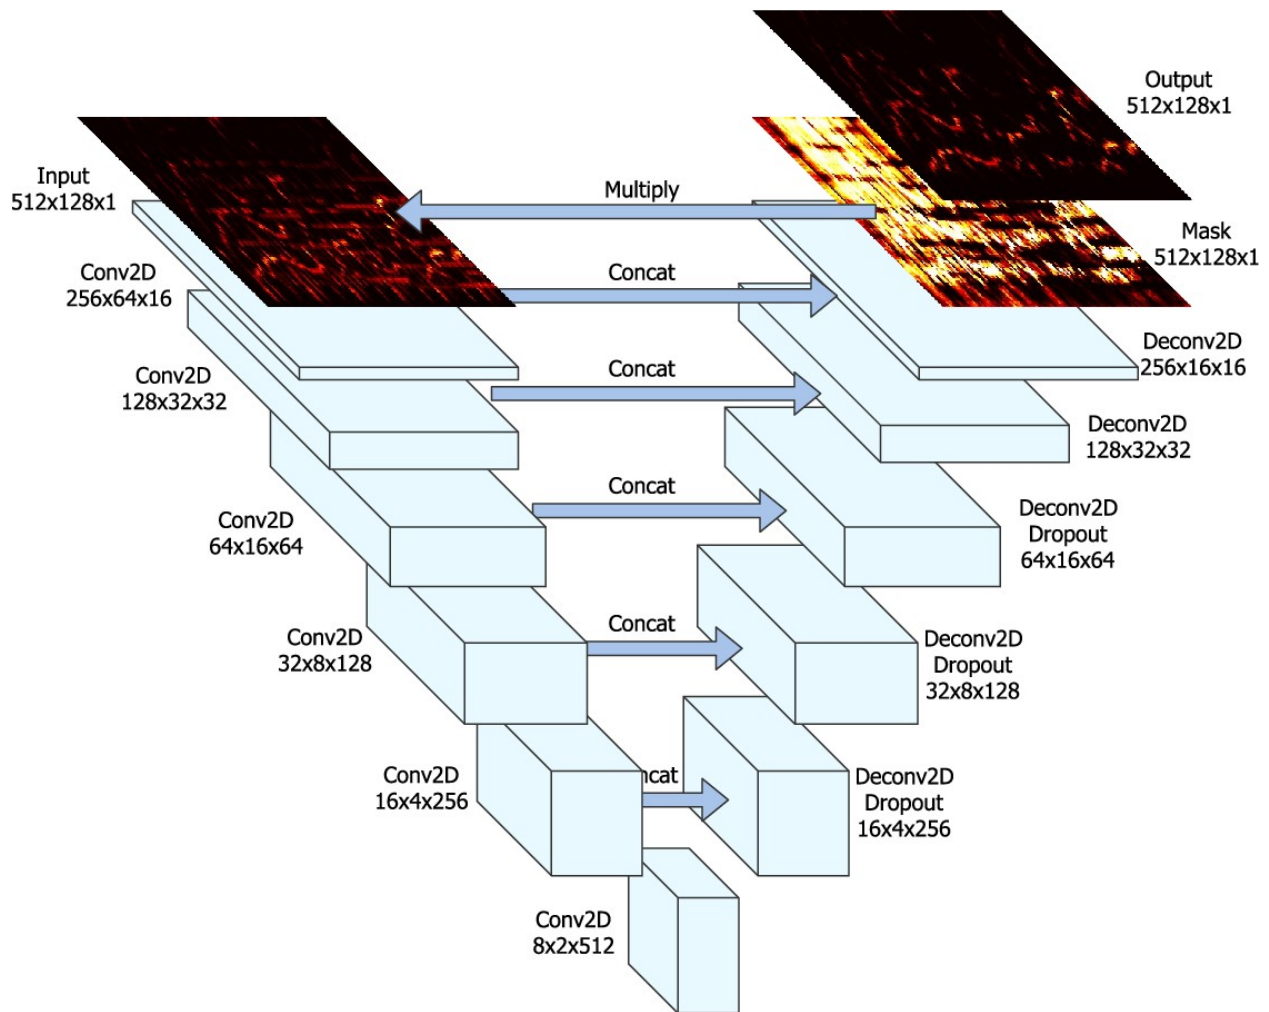 Output
512x128x1
Input
512x128x1
Multiply
Mask
512x128x1
Conv2D
256x64x16
Concat
Deconv2D
256x16x16
Conv2D
128x32x32
Concat
Deconv2D
128x32x32
Conv2D
64x16x64
Concat
Deconv2D
Dropout
64x16x64
Conv2D
32x8x128
Concat
Deconv2D
Dropout
32x8x128
Conv2D
16x4x256
ncat
Deconv2D
Dropout
16x4x256
Conv2D
8x2x512